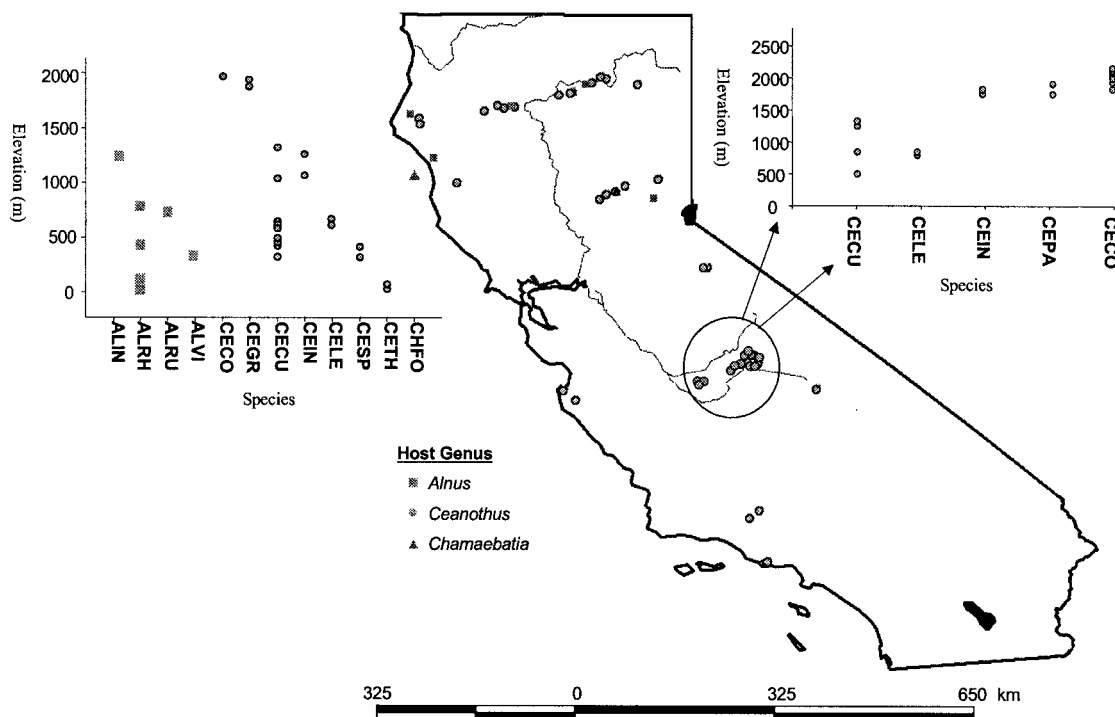 Elevation (m)
2000
1500
1000
500
0
ALIN
ALRH
ALRU
ALVI
CECO
CEGR
CECU
CEIN
CELE
CESP
CETH
CHFO
Species
Elevation (m)
2500
2000
1500
1000
500
0
CECU
CELE
CEIN
CEPA
CECO
Species
Host Genus
Alnus
Ceanothus
Chamaebatia
325 0 325 650 km